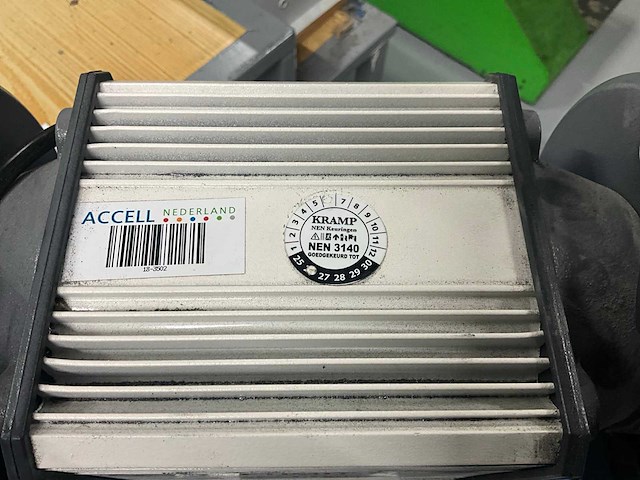 ACCELL NEDERLAND
18-3502
1 2 3 4 5 7 8 9 10 11 12
KRAMP
NEN Keuringen
NEN 3140
GOEDGEKEURD TOT
25 27 28 29 30